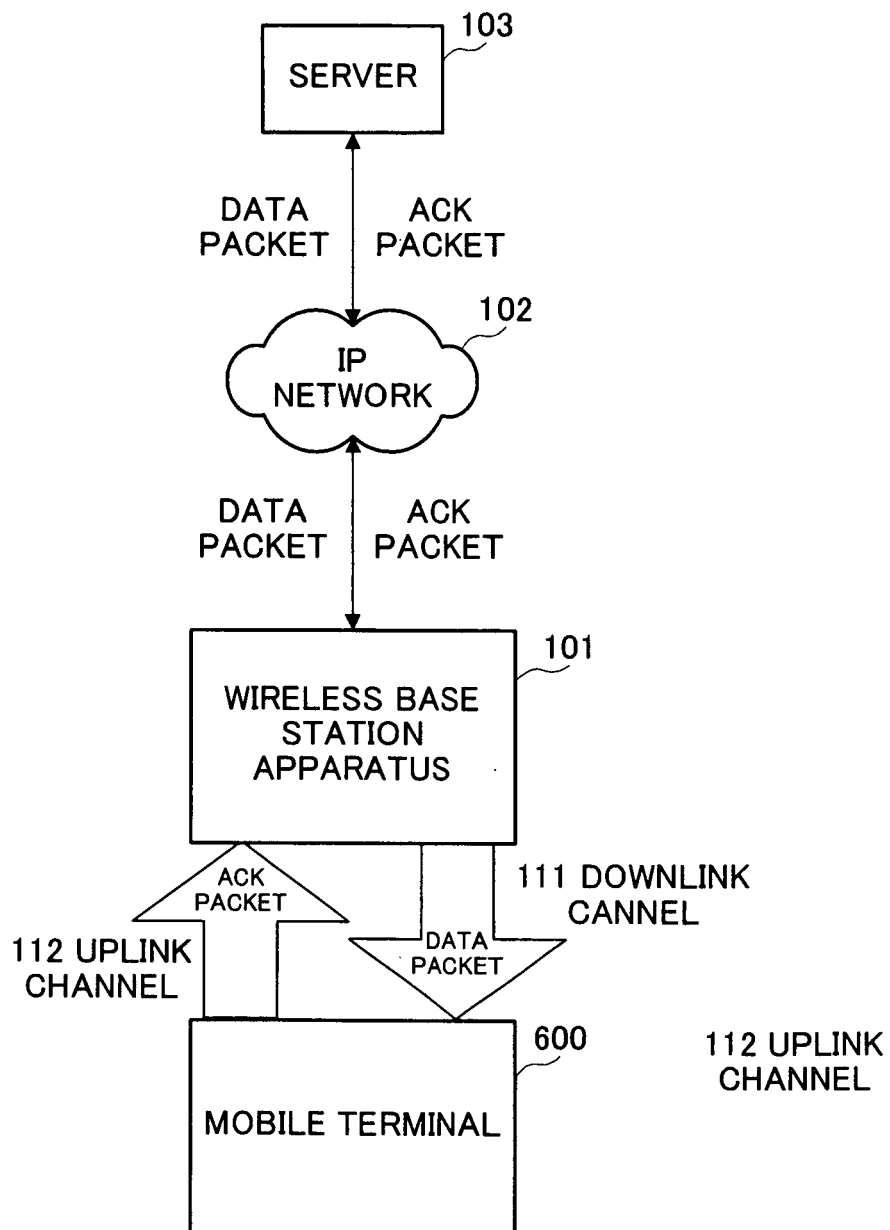 103
SERVER
DATA
PACKET
ACK
PACKET
102
IP
NETWORK
DATA
PACKET
ACK
PACKET
101
WIRELESS BASE
STATION
APPARATUS
ACK
PACKET
111 DOWNLINK
CANNEL
112 UPLINK
CHANNEL
DATA
PACKET
600
MOBILE TERMINAL
112 UPLINK
CHANNEL